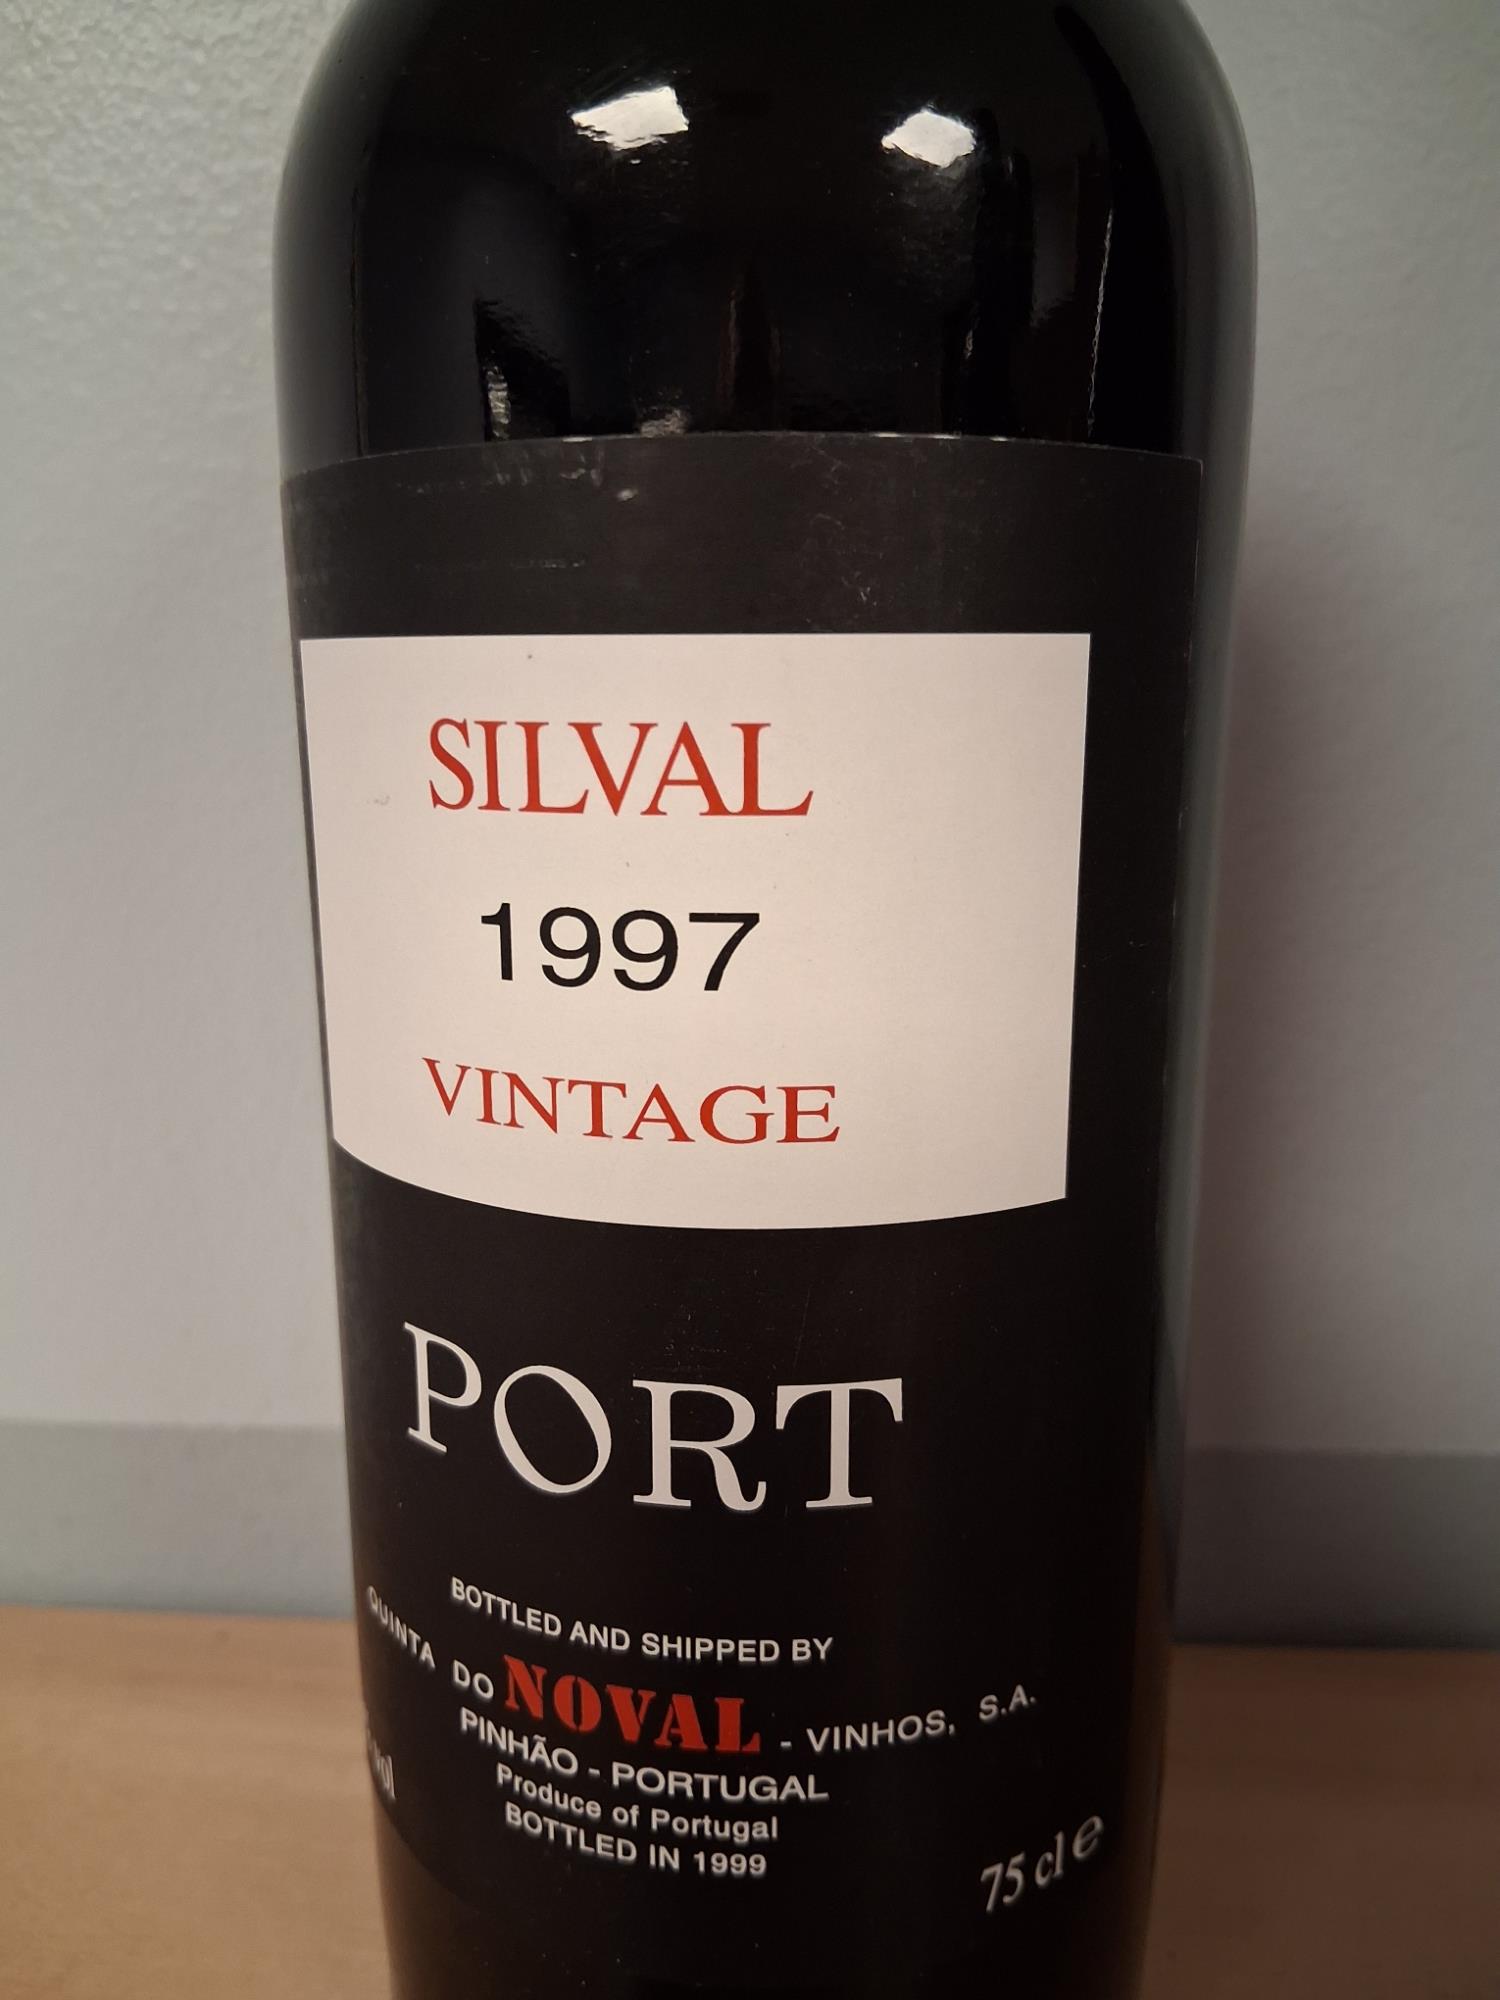 SILVAL
1997
VINTAGE
PORT
BOTTLED AND SHIPPED BY
QUINTA DO NOVAL - VINHOS, S.A.
PINHÃO - PORTUGAL
Produce of Portugal
BOTTLED IN 1999
vol
75 cl e